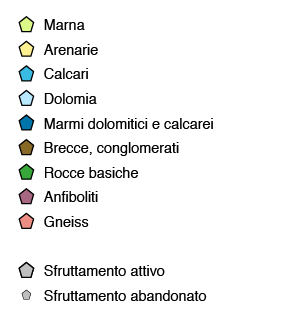 Marna
Arenarie
Calcari
Dolomia
Marmi dolomitici e calcarei
Brecce, conglomerati
Rocce basiche
Anfiboliti
Gneiss
Sfruttamento attivo
Sfruttamento abandonato